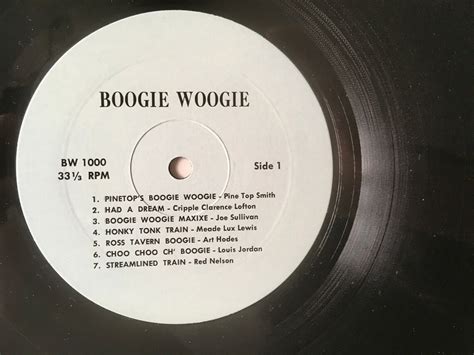 BOOGIE WOOGIE
BW 1000
33 1/3 RPM
Side 1
1. PINETOP'S BOOGIE WOOGIE - Pine Top Smith
2. HAD A DREAM - Cripple Clarence Lofton
3. BOOGIE WOOGIE MAXIXE - Joe Sullivan
4. HONKY TONK TRAIN - Meade Lux Lewis
5. ROSS TAVERN BOOGIE - Art Hodes
6. CHOO CHOO CH' BOOGIE - Louis Jordan
7. STREAMLINED TRAIN - Red Nelson